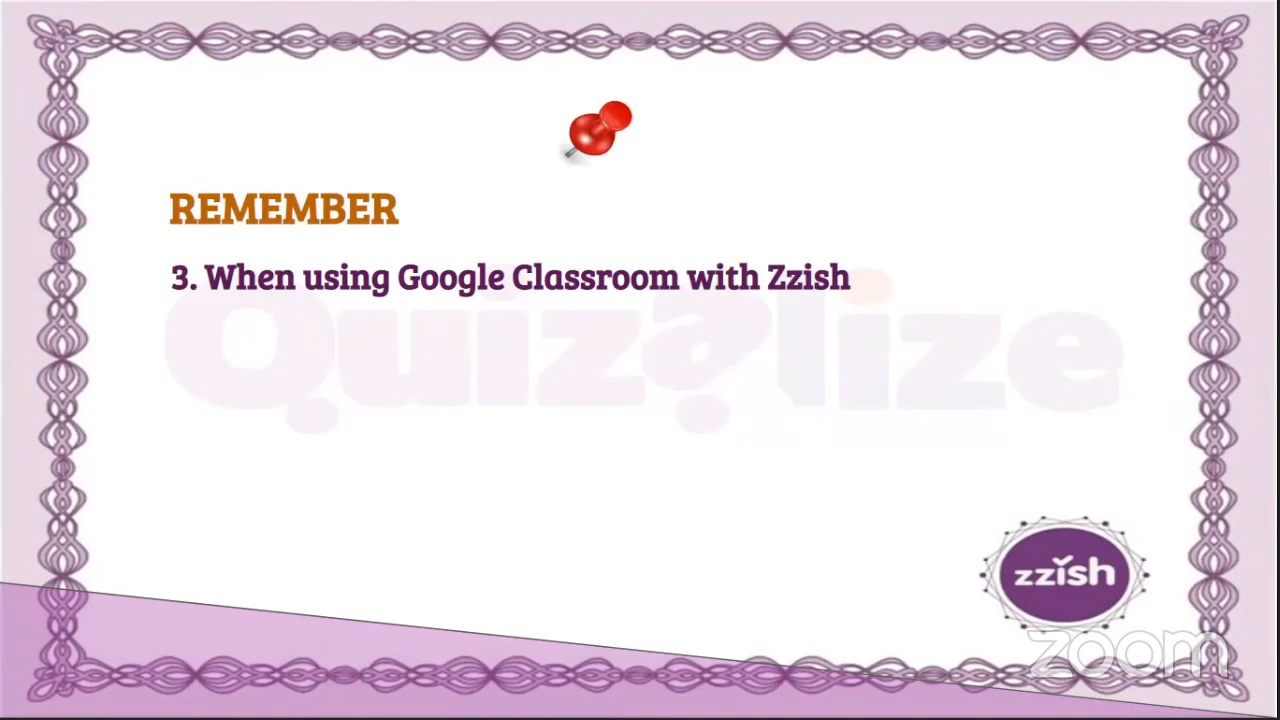 REMEMBER
3. When using Google Classroom with Zzish
Quizalize
zzish
zoom